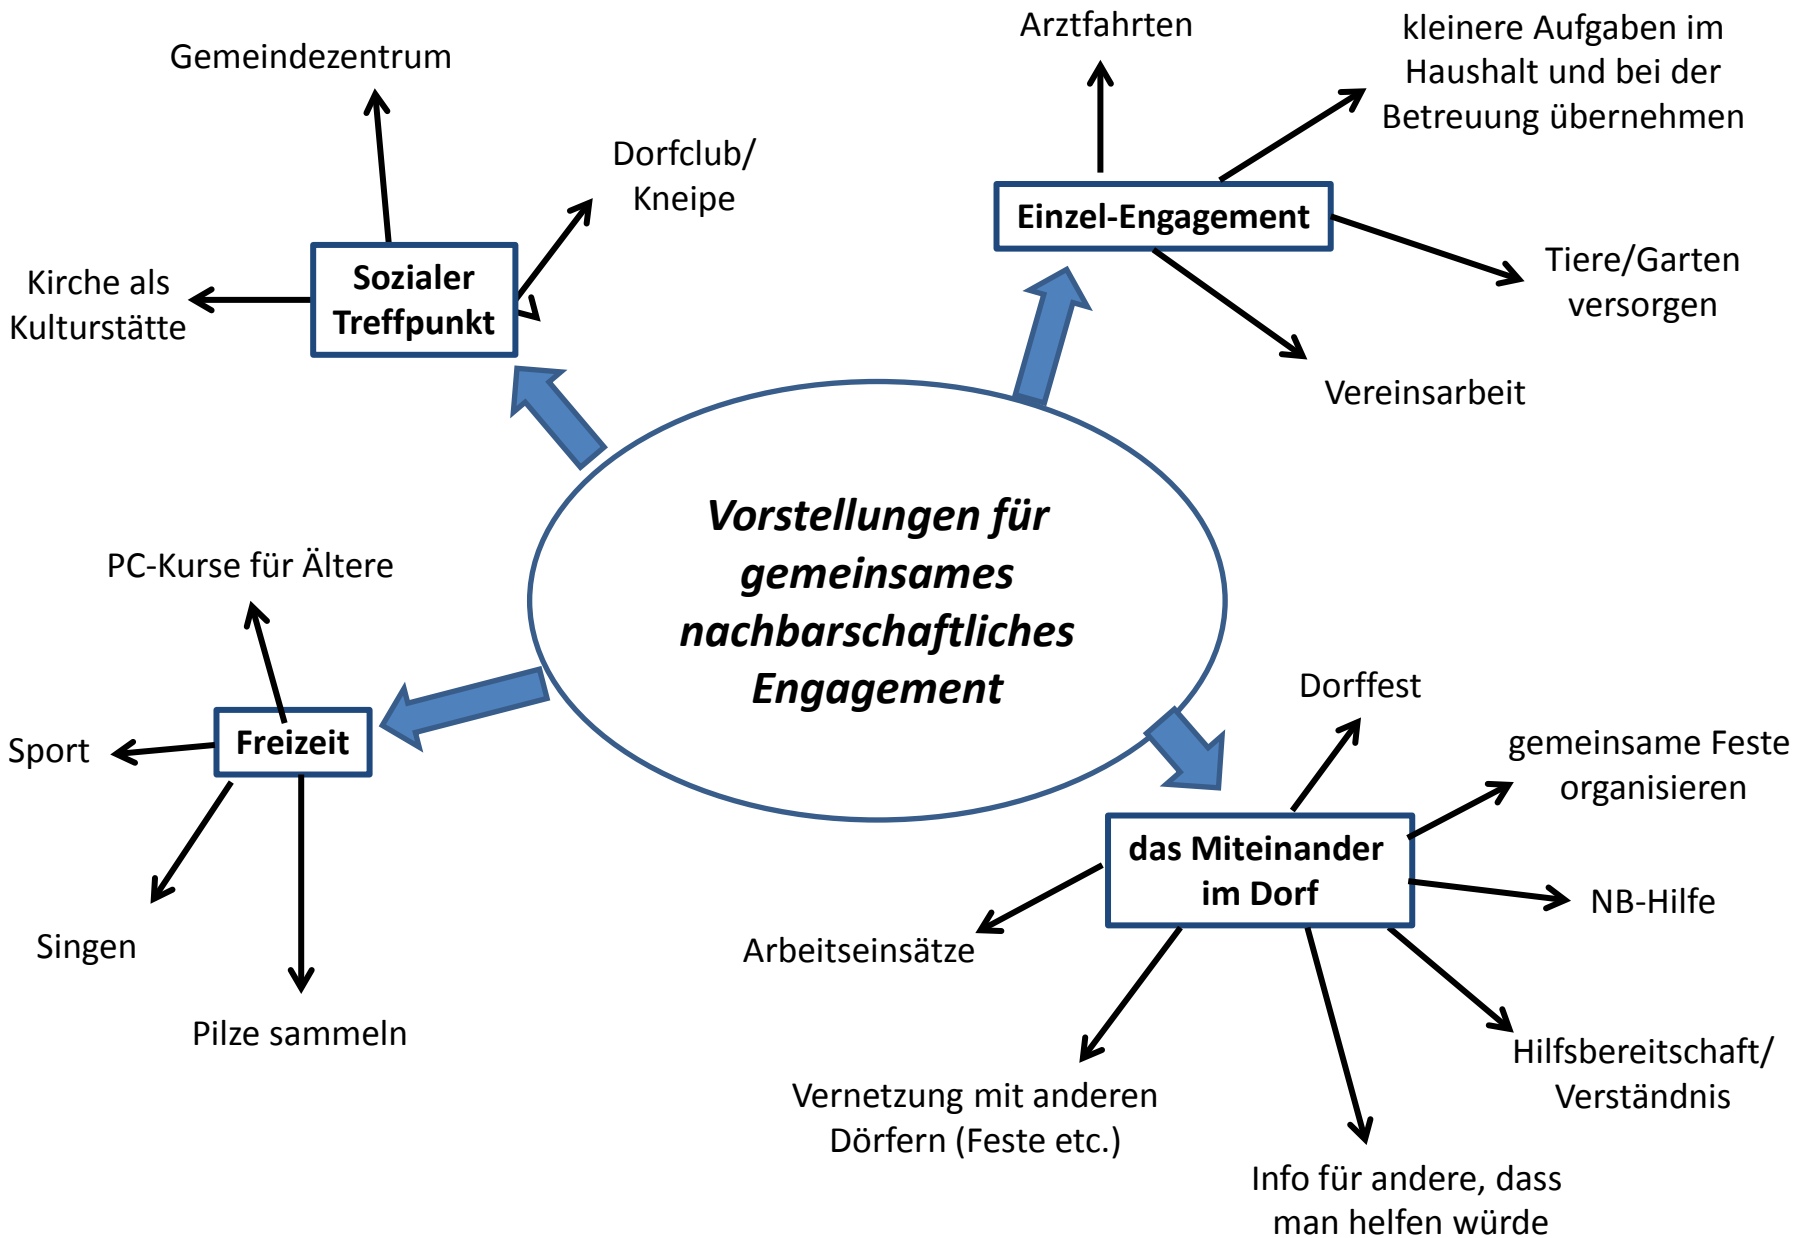 Gemeindezentrum
Dorfclub/
Kneipe
Sozialer
Treffpunkt
Kirche als
Kulturstätte
Arztfahrten
kleinere Aufgaben im
Haushalt und bei der
Betreuung übernehmen
Einzel-Engagement
Tiere/Garten
versorgen
Vereinsarbeit
Vorstellungen für
gemeinsames
nachbarschaftliches
Engagement
PC-Kurse für Ältere
Freizeit
Sport
Singen
Pilze sammeln
Dorffest
gemeinsame Feste
organisieren
das Miteinander
im Dorf
NB-Hilfe
Arbeitseinsätze
Hilfsbereitschaft/
Verständnis
Vernetzung mit anderen
Dörfern (Feste etc.)
Info für andere, dass
man helfen würde